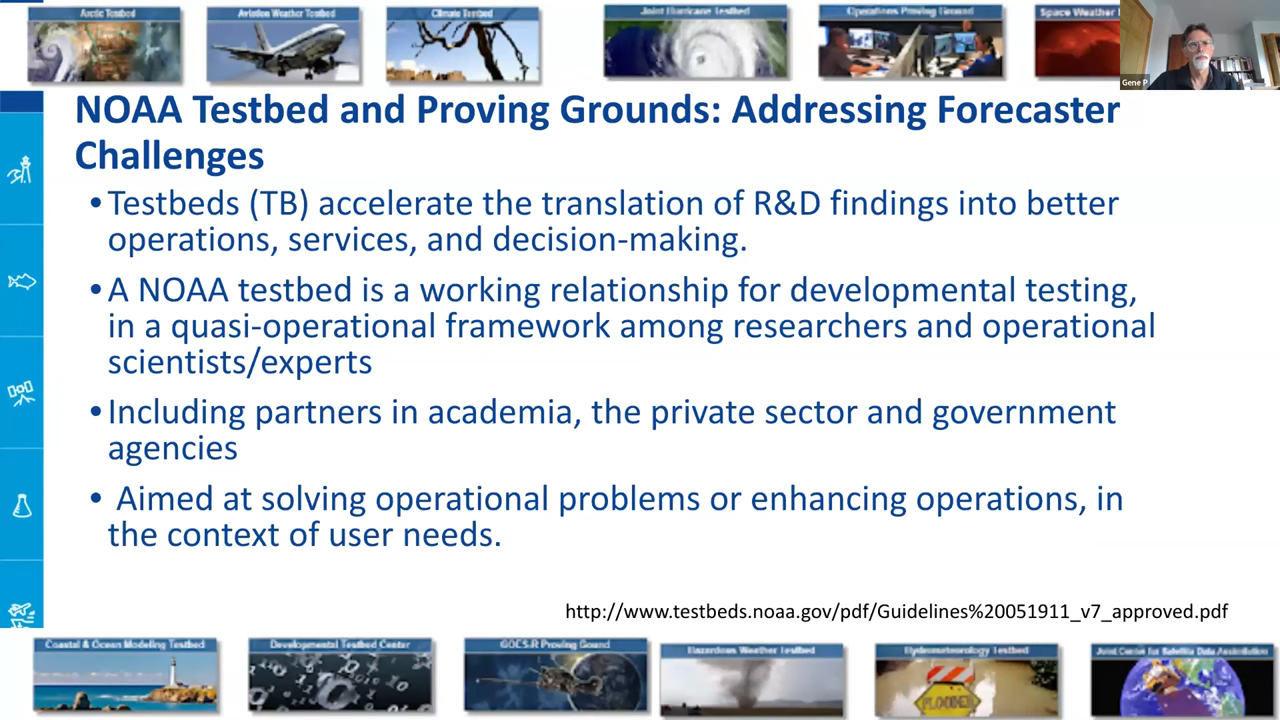 Arctic Testbed
Aviation Weather Testbed
Climate Testbed
Joint Hurricane Testbed
Operations Proving Ground
Space Weather
Gene P
NOAA Testbed and Proving Grounds: Addressing Forecaster
Challenges
•Testbeds (TB) accelerate the translation of R&D findings into better
operations, services, and decision-making.
•A NOAA testbed is a working relationship for developmental testing,
in a quasi-operational framework among researchers and operational
scientists/experts
•Including partners in academia, the private sector and government
agencies
• Aimed at solving operational problems or enhancing operations, in
the context of user needs.
http://www.testbeds.noaa.gov/pdf/Guidelines%20051911_v7_approved.pdf
Coastal & Ocean Modeling Testbed
Developmental Testbed Center
GOES-R Proving Gound
Hazardous Weather Testbed
Hydrometeorology Testbed
Joint Center for Satellite Data Assimilation
FLOODED